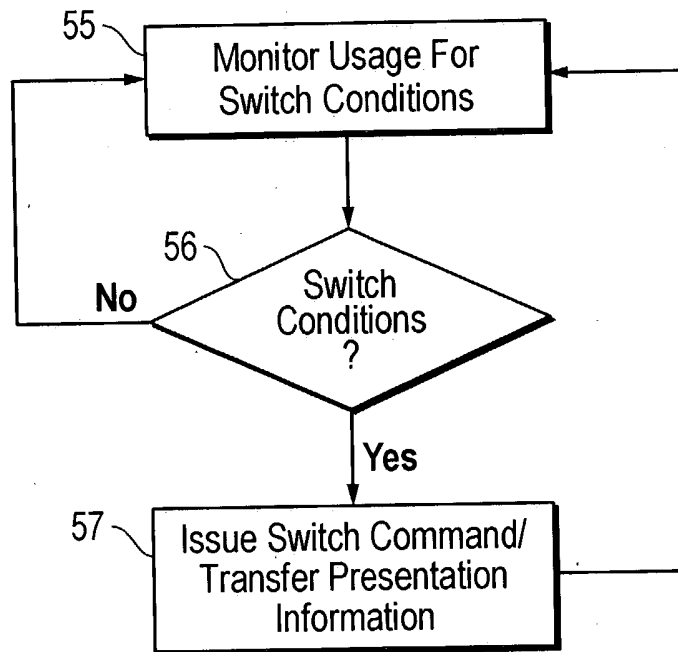 55
Monitor Usage For
Switch Conditions
56
No
Switch
Conditions
?
Yes
57
Issue Switch Command/
Transfer Presentation
Information